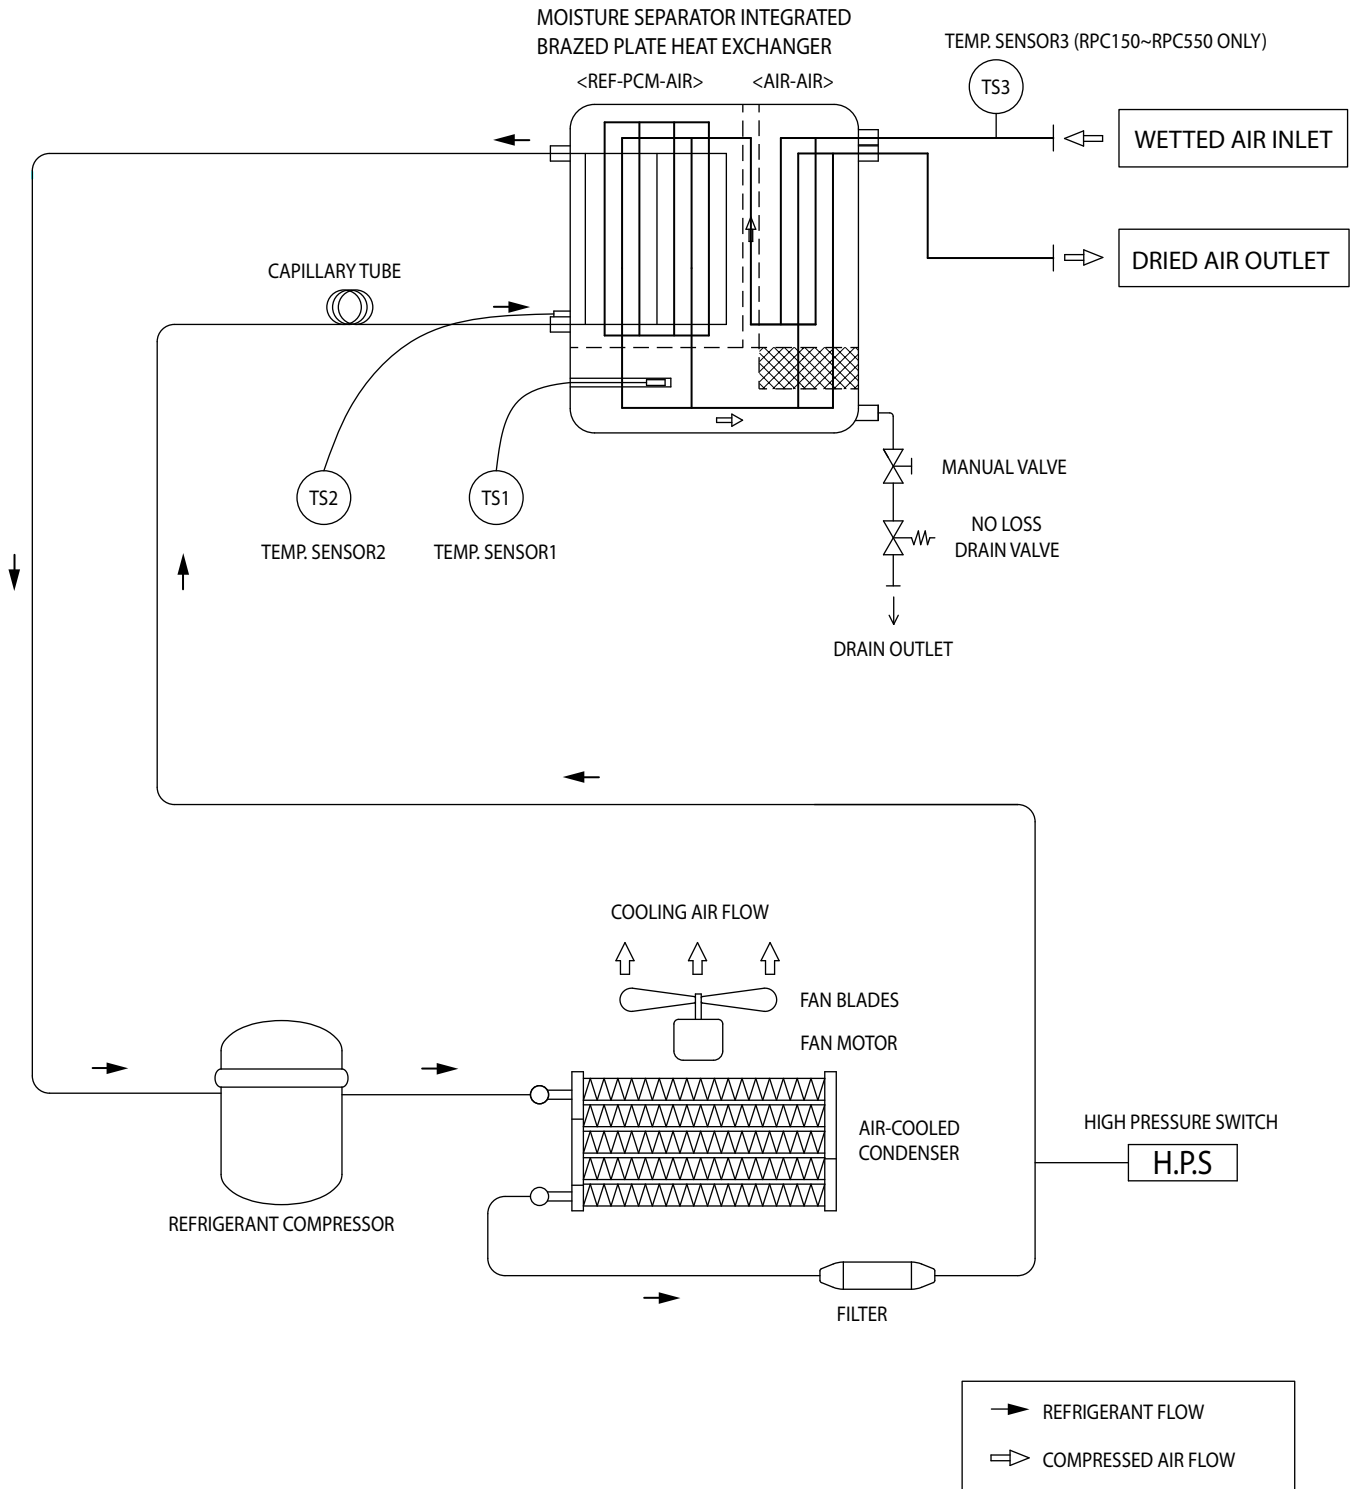 MOISTURE SEPARATOR INTEGRATED
BRAZED PLATE HEAT EXCHANGER
<REF-PCM-AIR>
<AIR-AIR>
TEMP. SENSOR3 (RPC150~RPC550 ONLY)
TS3
WETTED AIR INLET
DRIED AIR OUTLET
CAPILLARY TUBE
TS2
TEMP. SENSOR2
TS1
TEMP. SENSOR1
MANUAL VALVE
NO LOSS
DRAIN VALVE
DRAIN OUTLET
COOLING AIR FLOW
FAN BLADES
FAN MOTOR
AIR-COOLED
CONDENSER
HIGH PRESSURE SWITCH
H.P.S
REFRIGERANT COMPRESSOR
FILTER
REFRIGERANT FLOW
COMPRESSED AIR FLOW